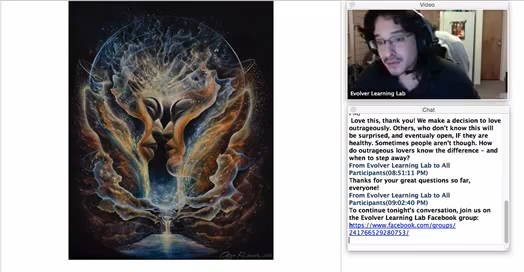 Video
Evolver Learning Lab
Chat
Love this, thank you! We make a decision to love
outrageously. Others, who don't know this will
be surprised, and eventualy open, IF they are
healthy. Sometimes people aren't though. How
do outrageous lovers know the difference - and
when to step away?
From Evolver Learning Lab to All
Participants(08:51:11 PM)
Thanks for your great questions so far,
everyone!
From Evolver Learning Lab to All
Participants(09:02:40 PM)
To continue tonight's conversation, join us on
the Evolver Learning Lab Facebook group:
https://www.facebook.com/groups/
241766529280753/